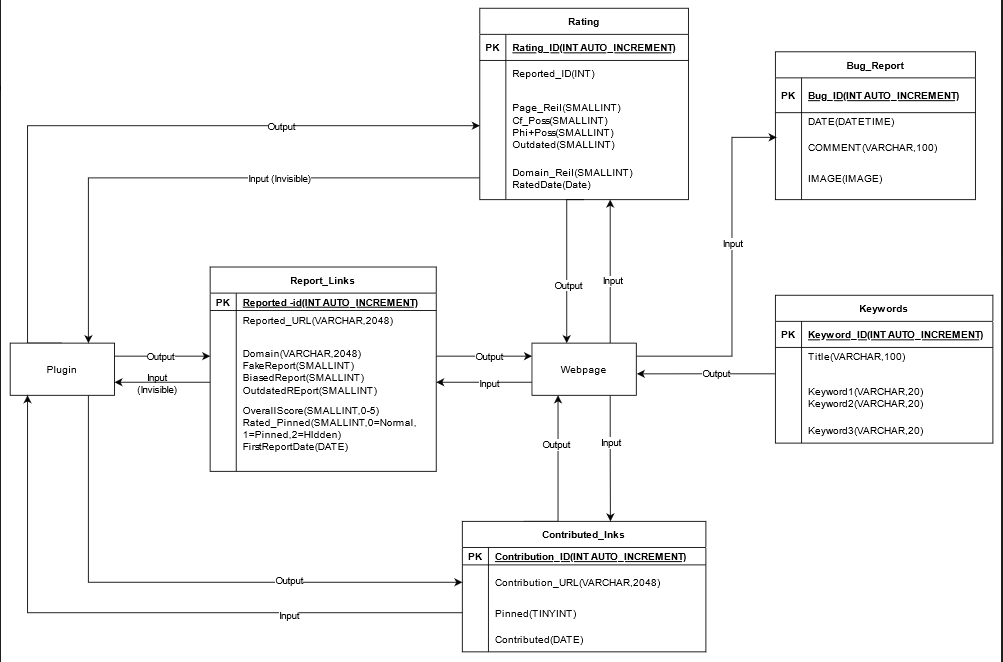 Rating
PK Rating_ID(INT AUTO_INCREMENT)
Reported_ID(INT)
Page_Reil(SMALLINT)
Cf_Poss(SMALLINT)
Phi+Poss(SMALLINT)
Outdated(SMALLINT)
Domain_Reil(SMALLINT)
RatedDate(Date)
Bug_Report
PK Bug_ID(INT AUTO_INCREMENT)
DATE(DATETIME)
COMMENT(VARCHAR,100)
IMAGE(IMAGE)
Output
Input (Invisible)
Input
Output
Input
Report_Links
PK Reported -id(INT AUTO_INCREMENT)
Reported_URL(VARCHAR,2048)
Domain(VARCHAR,2048)
FakeReport(SMALLINT)
BiasedReport(SMALLINT)
OutdatedREport(SMALLINT)
OverallScore(SMALLINT,0-5)
Rated_Pinned(SMALLINT,0=Normal,
1=Pinned,2=HIdden)
FirstReportDate(DATE)
Keywords
PK Keyword_ID(INT AUTO_INCREMENT)
Title(VARCHAR,100)
Keyword1(VARCHAR,20)
Keyword2(VARCHAR,20)
Keyword3(VARCHAR,20)
Plugin
Output
Input
(Invisible)
Output
Input
Webpage
Output
Output
Input
Contributed_lnks
PK Contribution_ID(INT AUTO_INCREMENT)
Contribution_URL(VARCHAR,2048)
Pinned(TINYINT)
Contributed(DATE)
Output
Input